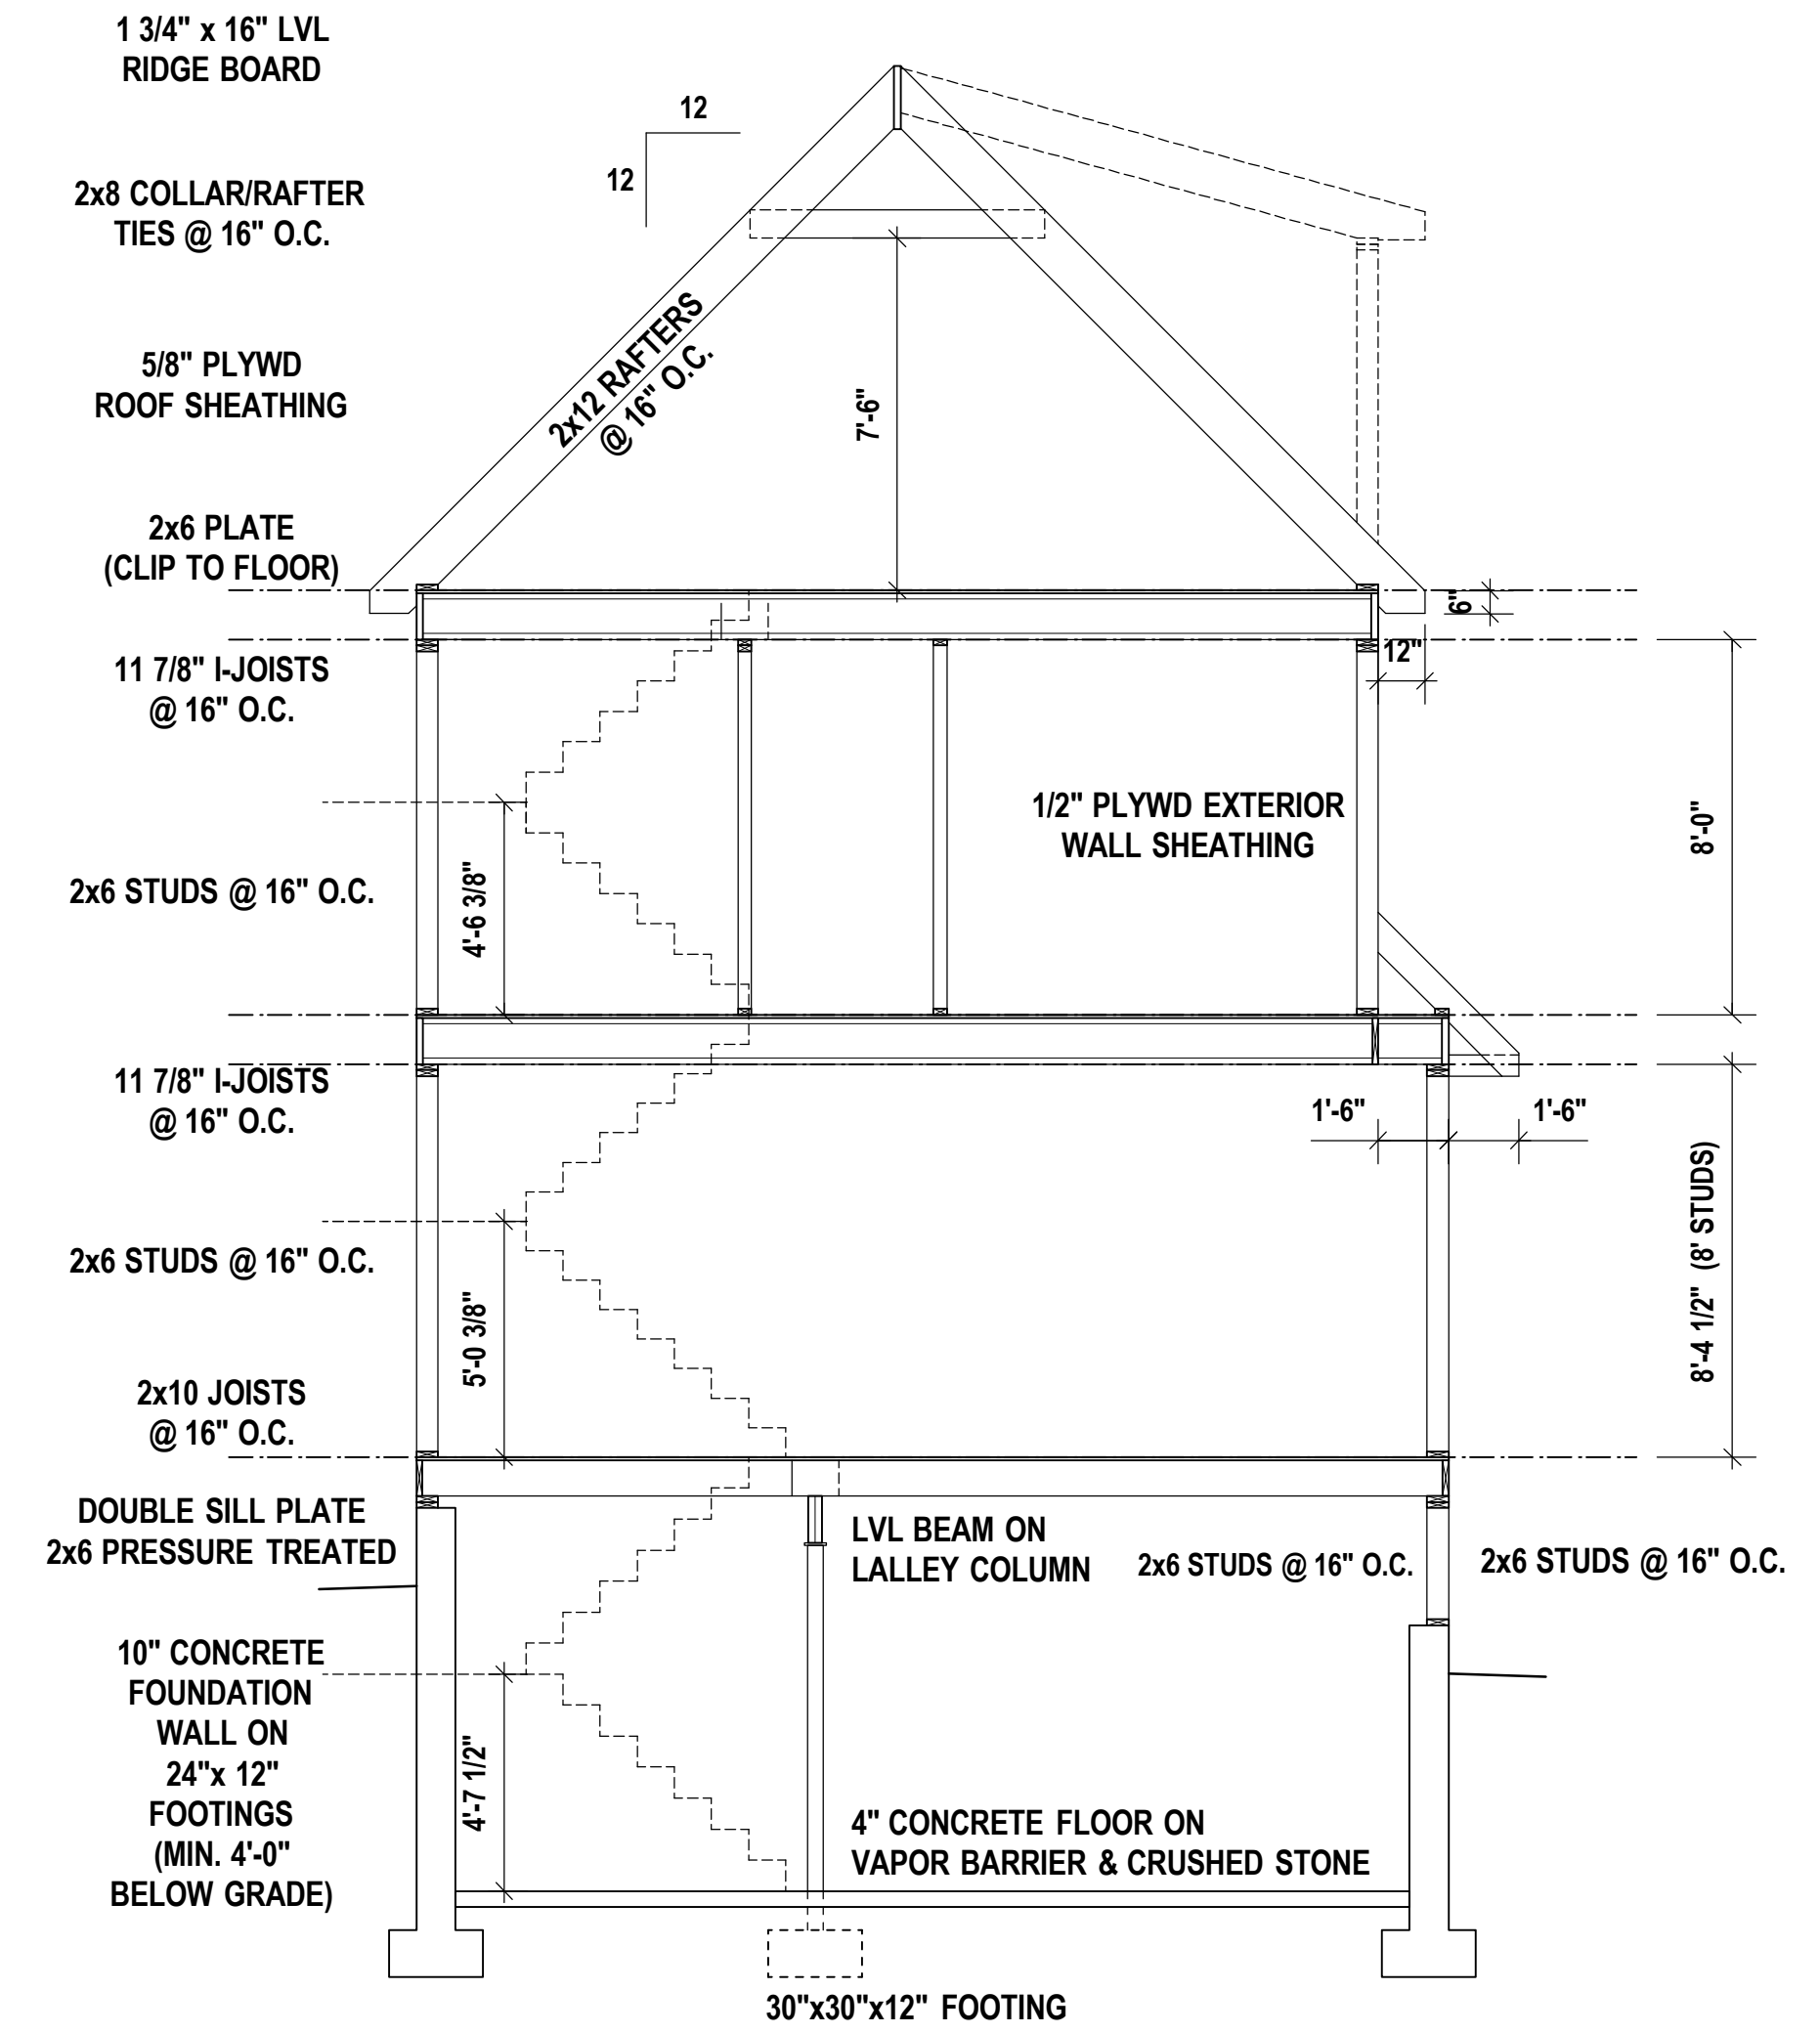 1 3/4" x 16" LVL
RIDGE BOARD
12
12
2x8 COLLAR/RAFTER
TIES @ 16" O.C.
5/8" PLYWD
ROOF SHEATHING
2x12 RAFTERS
@ 16" O.C.
7'-6"
2x6 PLATE
(CLIP TO FLOOR)
6"
12"
11 7/8" I-JOISTS
@ 16" O.C.
1/2" PLYWD EXTERIOR
WALL SHEATHING
8'-0"
2x6 STUDS @ 16" O.C.
4'-6 3/8"
11 7/8" I-JOISTS
@ 16" O.C.
1'-6"
1'-6"
2x6 STUDS @ 16" O.C.
5'-0 3/8"
8'-4 1/2" (8' STUDS)
2x10 JOISTS
@ 16" O.C.
DOUBLE SILL PLATE
2x6 PRESSURE TREATED
LVL BEAM ON
LALLEY COLUMN
2x6 STUDS @ 16" O.C.
2x6 STUDS @ 16" O.C.
10" CONCRETE
FOUNDATION
WALL ON
24"x 12"
FOOTINGS
(MIN. 4'-0"
BELOW GRADE)
4'-7 1/2"
4" CONCRETE FLOOR ON
VAPOR BARRIER & CRUSHED STONE
30"x30"x12" FOOTING